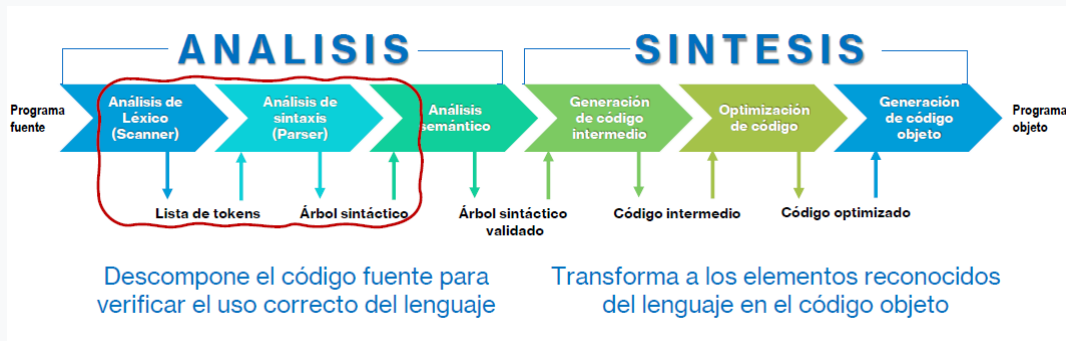 ANALISIS
SINTESIS
Programa
fuente
Análisis de
Léxico
(Scanner)
Análisis de
sintaxis
(Parser)
Análisis
semántico
Generación
de código
intermedio
Optimización
de código
Generación
de código
objeto
Programa
objeto
Lista de tokens
Árbol sintáctico
Árbol sintáctico
validado
Código intermedio
Código optimizado
Descompone el código fuente para
verificar el uso correcto del lenguaje
Transforma a los elementos reconocidos
del lenguaje en el código objeto